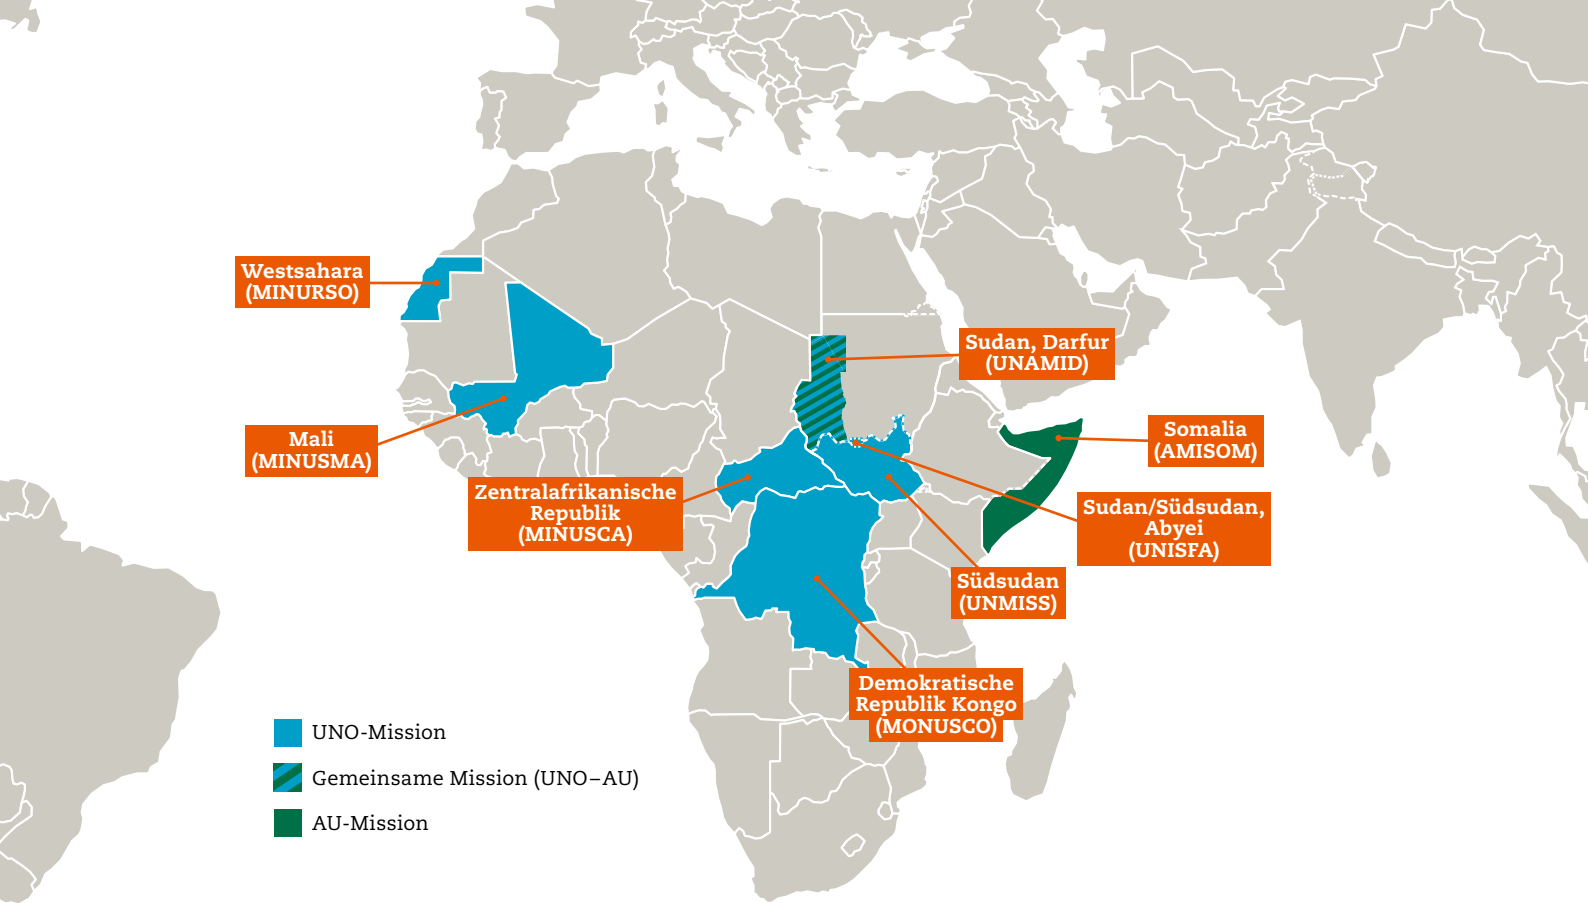 Westsahara
(MINURSO)
Sudan, Darfur
(UNAMID)
Mali
(MINUSMA)
Somalia
(AMISOM)
Zentralafrikanische
Republik
(MINUSCA)
Sudan/Südsudan,
Abyei
(UNISFA)
Südsudan
(UNMISS)
Demokratische
Republik Kongo
(MONUSCO)
UNO-Mission
Gemeinsame Mission (UNO–AU)
AU-Mission